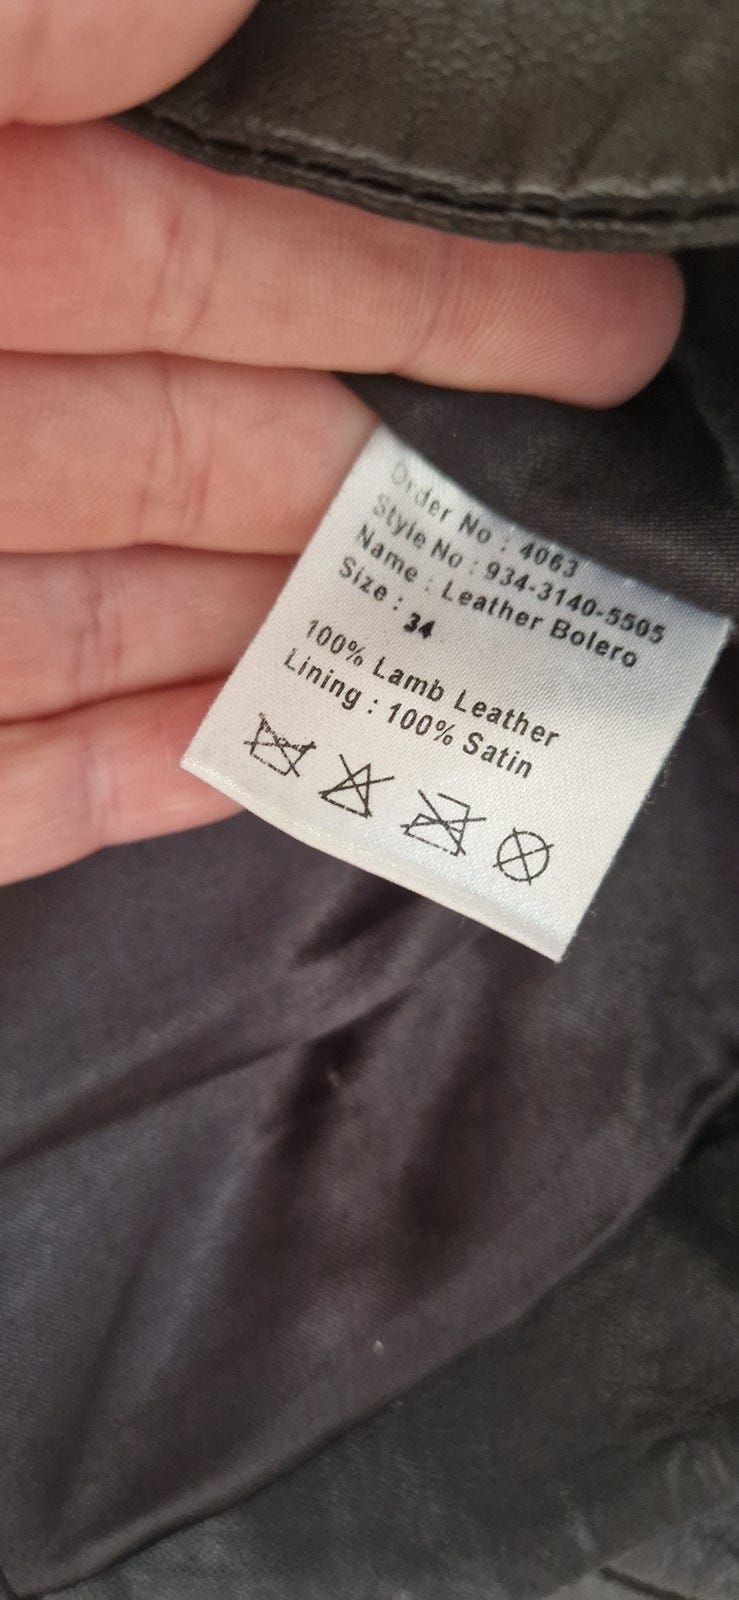 Order No : 4063
Style No : 934-3140-5505
Name : Leather Bolero
Size : 34
100% Lamb Leather
Lining : 100% Satin